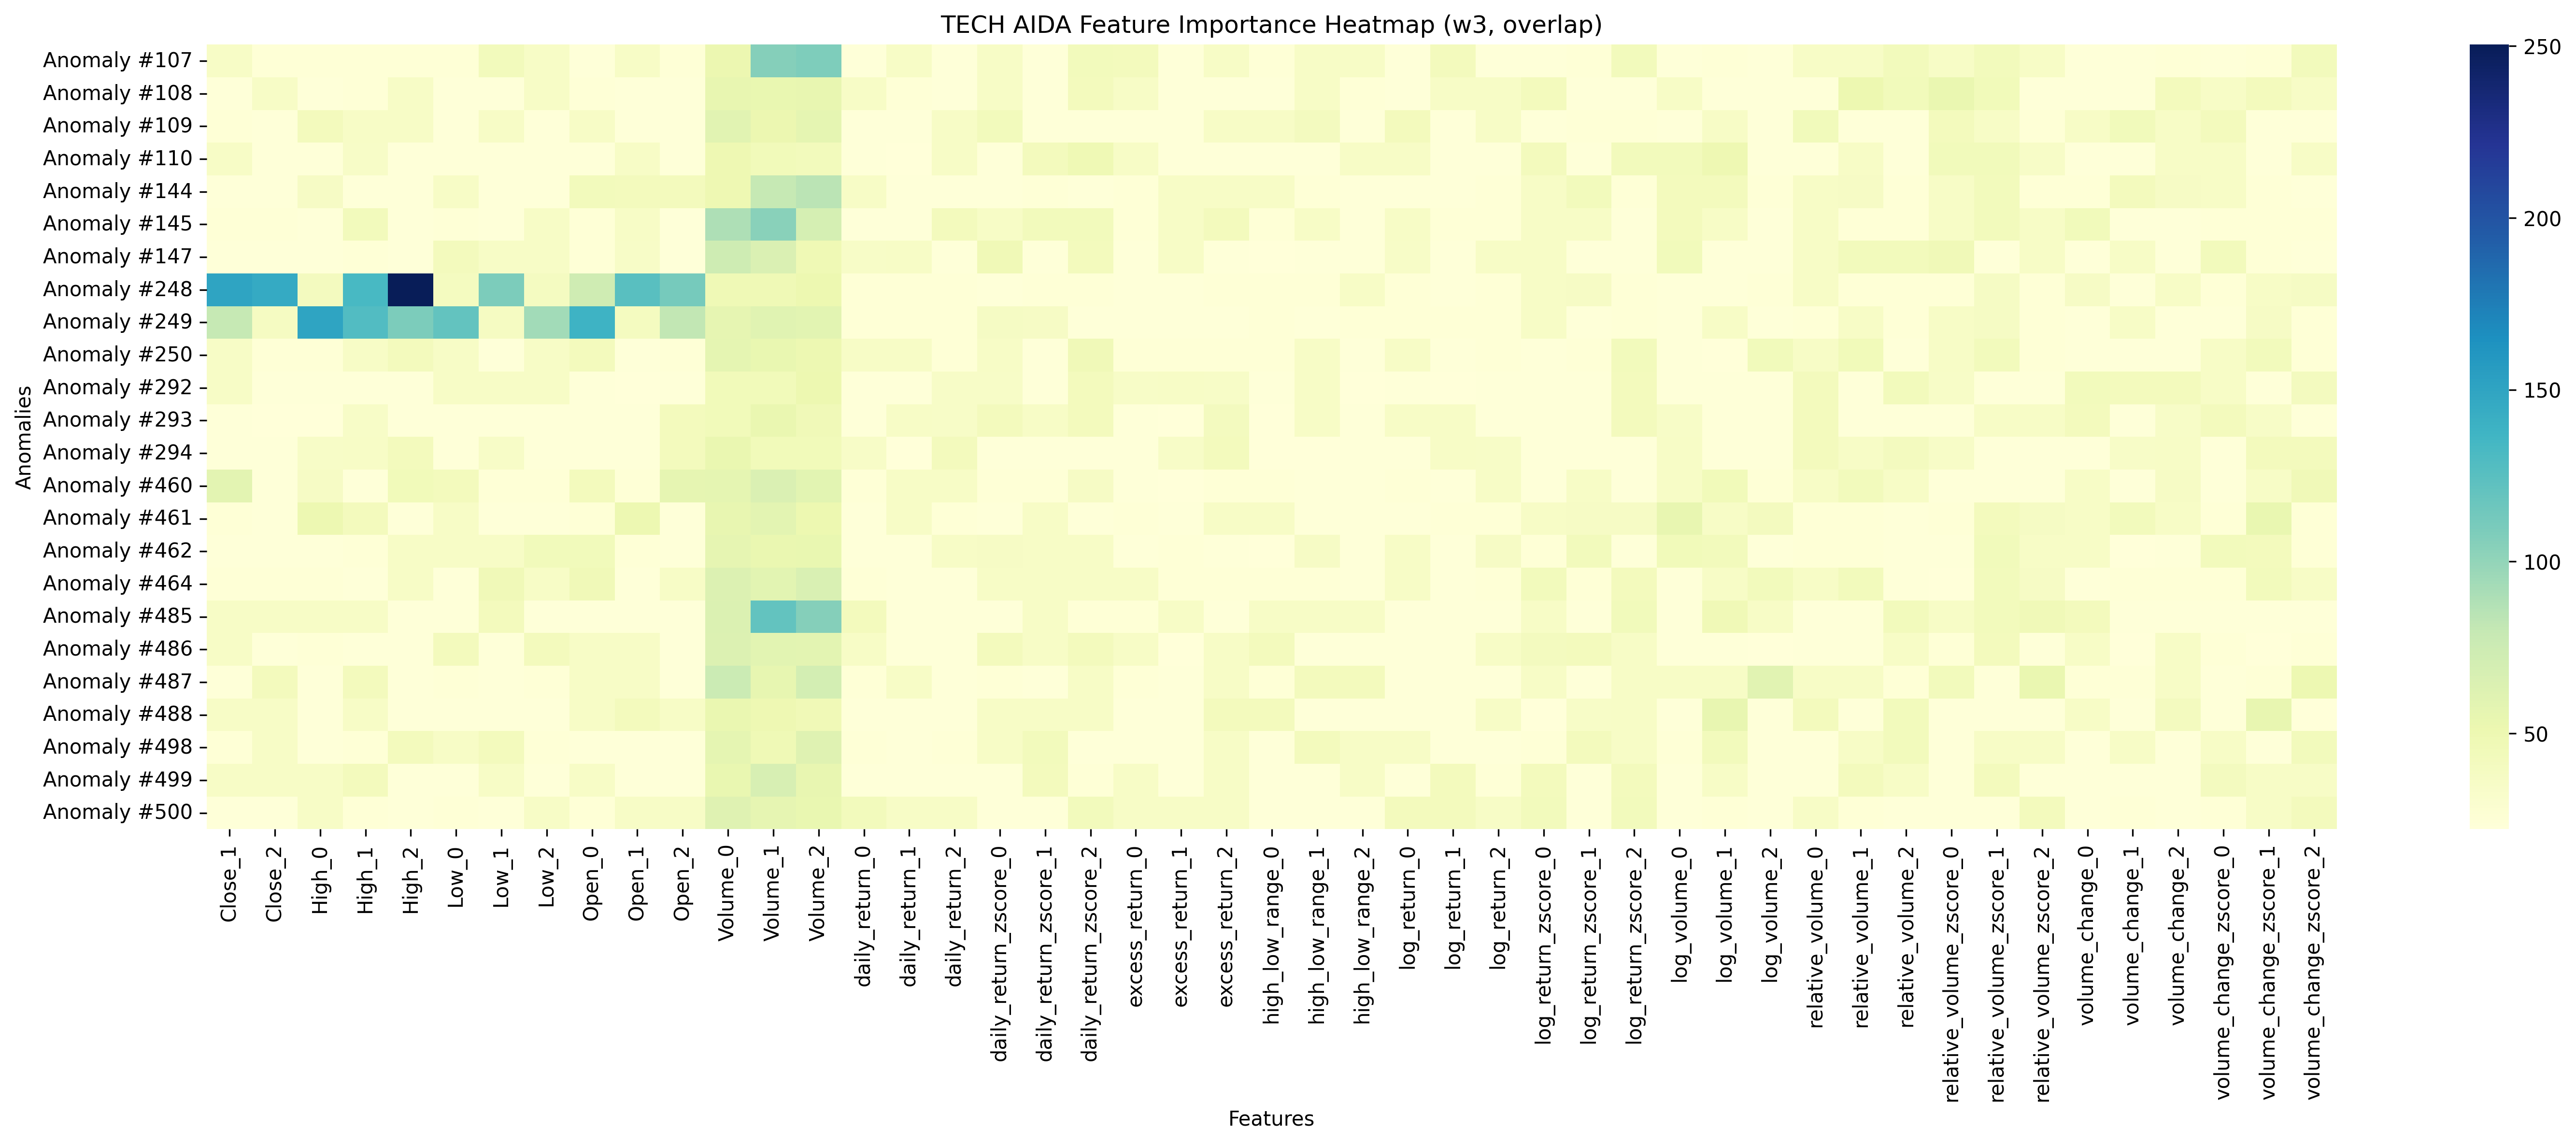 TECH AIDA Feature Importance Heatmap (w3, overlap)
Anomalies
Anomaly #107
Anomaly #108
Anomaly #109
Anomaly #110
Anomaly #144
Anomaly #145
Anomaly #147
Anomaly #248
Anomaly #249
Anomaly #250
Anomaly #292
Anomaly #293
Anomaly #294
Anomaly #460
Anomaly #461
Anomaly #462
Anomaly #464
Anomaly #485
Anomaly #486
Anomaly #487
Anomaly #488
Anomaly #498
Anomaly #499
Anomaly #500
Close_1
Close_2
High_0
High_1
High_2
Low_0
Low_1
Low_2
Open_0
Open_1
Open_2
Volume_0
Volume_1
Volume_2
daily_return_0
daily_return_1
daily_return_2
daily_return_zscore_0
daily_return_zscore_1
daily_return_zscore_2
excess_return_0
excess_return_1
excess_return_2
high_low_range_0
high_low_range_1
high_low_range_2
log_return_0
log_return_1
log_return_2
log_return_zscore_0
log_return_zscore_1
log_return_zscore_2
log_volume_0
log_volume_1
log_volume_2
relative_volume_0
relative_volume_1
relative_volume_2
relative_volume_zscore_0
relative_volume_zscore_1
relative_volume_zscore_2
volume_change_0
volume_change_1
volume_change_2
volume_change_zscore_0
volume_change_zscore_1
volume_change_zscore_2
Features
250
200
150
100
50